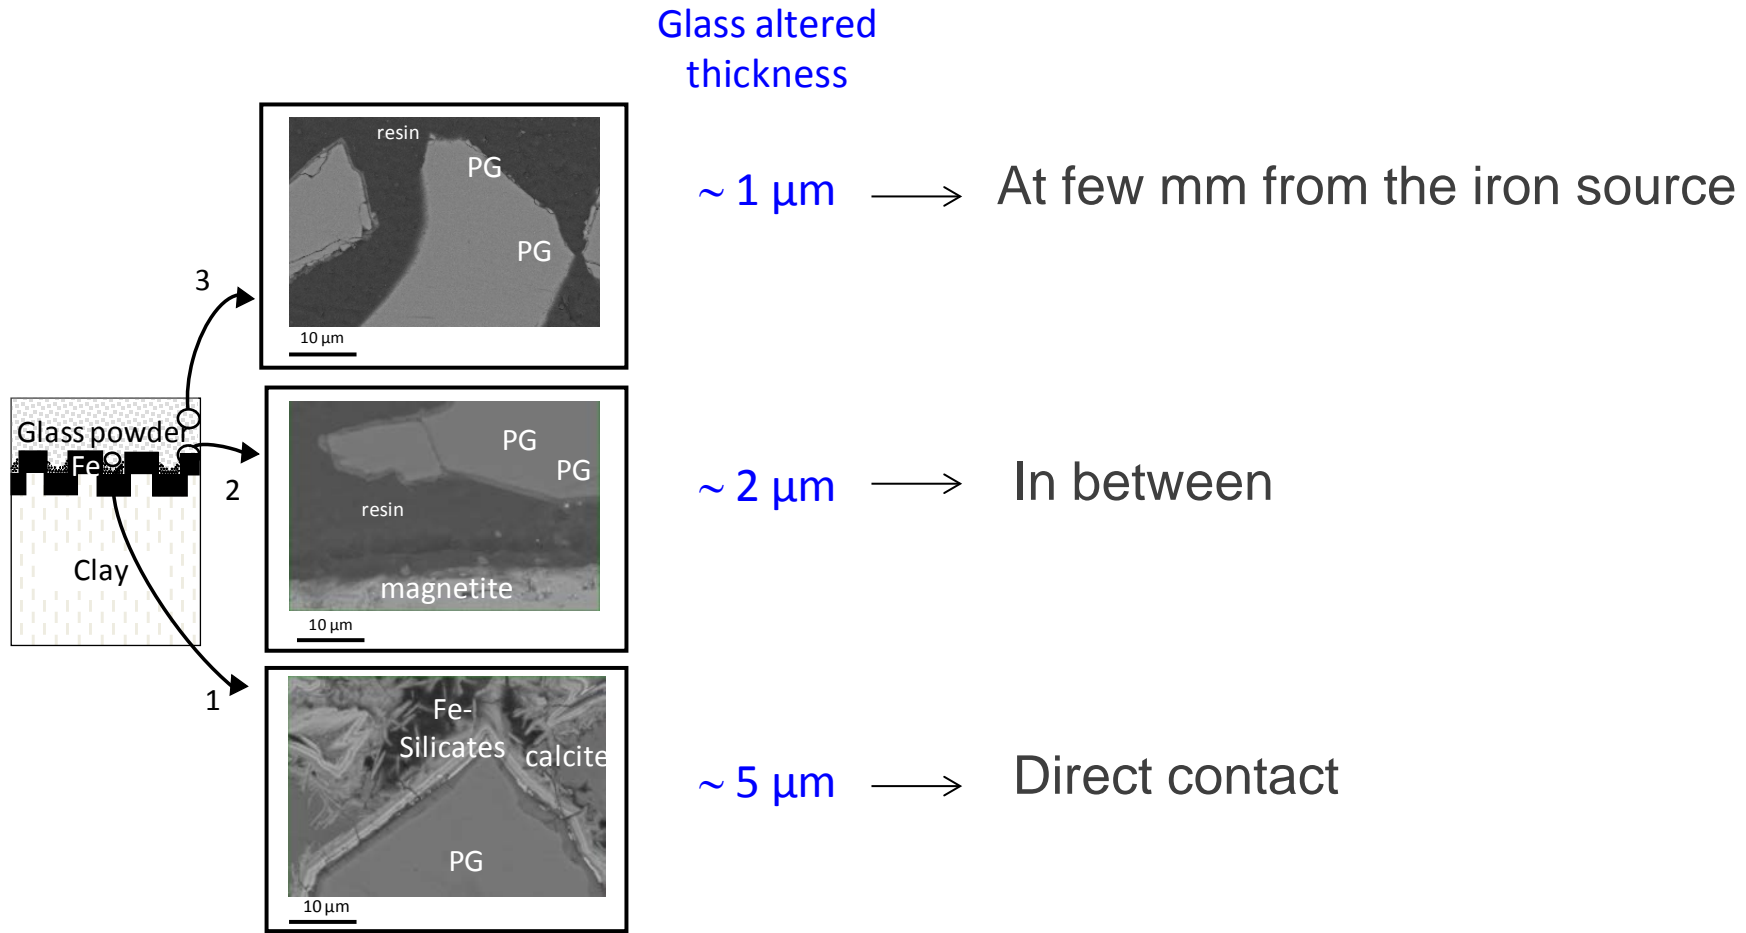 Glass altered
thickness
resin
PG
PG
10 µm
~ 1 µm
At few mm from the iron source
3
Glass powder
Fe
Clay
2
1
PG
PG
resin
magnetite
10 µm
~ 2 µm
In between
Fe-
Silicates
calcite
PG
10 µm
~ 5 µm
Direct contact